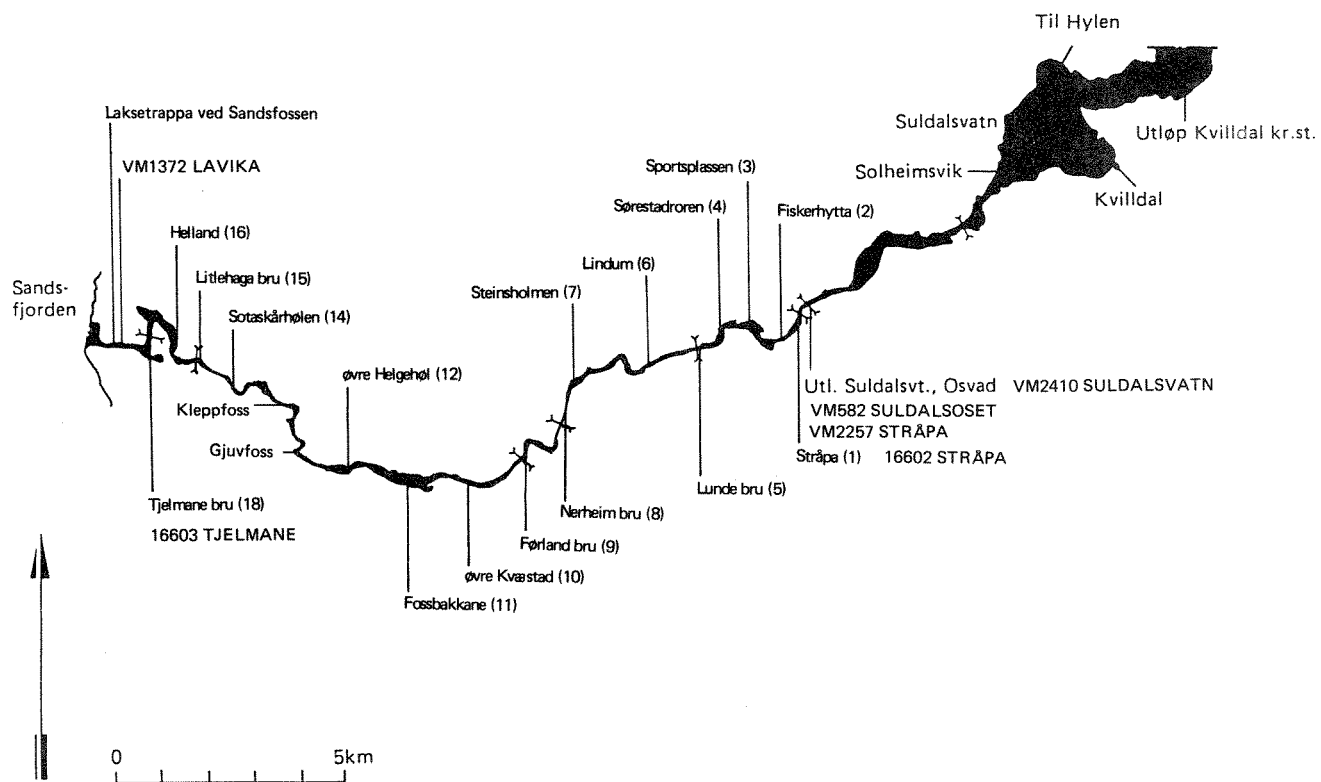 Til Hylen
Laksetrappa ved Sandsfossen
Suldalsvatn
Utløp Kvilldal kr.st.
VM1372 LAVIKA
Sportsplassen (3)
Solheimsvik
Kvilldal
Sørestadroren (4)
Fiskerhytta (2)
Helland (16)
Lindum (6)
Litlehaga bru (15)
Steinsholmen (7)
Sands-
fjorden
Sotaskårhølen (14)
øvre Helgehøl (12)
Utl. Suldalsvt., Osvad VM2410 SULDALSVATN
Kleppfoss
VM582 SULDALSOSET
VM2257 STRÅPA
Gjuvfoss
Stråpa (1) 16602 STRÅPA
Lunde bru (5)
Tjelmane bru (18)
Nerheim bru (8)
16603 TJELMANE
Førland bru (9)
øvre Kvæstad (10)
Fossbakkane (11)
0 5km